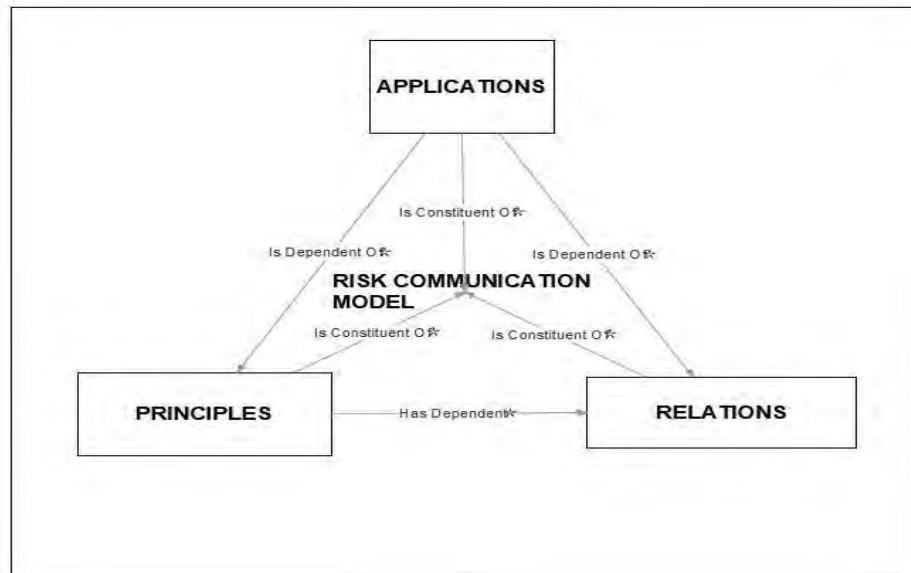 APPLICATIONS
Is Constituent Of
Is Dependent Of
Is Dependent Of
RISK COMMUNICATION
MODEL
Is Constituent Of
Is Constituent Of
PRINCIPLES
Has Dependent
RELATIONS